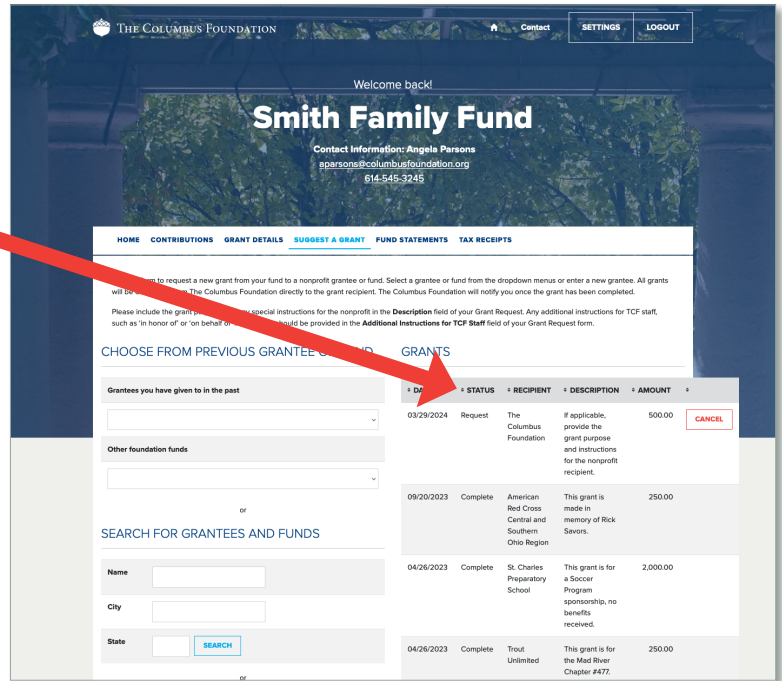 THE COLUMBUS FOUNDATION
Contact
SETTINGS
LOGOUT
Welcome back!
Smith Family Fund
Contact Information: Angela Parsons
aparsons@columbusfoundation.org
614-545-3245
HOME CONTRIBUTIONS GRANT DETAILS SUGGEST A GRANT FUND STATEMENTS TAX RECEIPTS
to request a new grant from your fund to a nonprofit grantee or fund. Select a grantee or fund from the dropdown menus or enter a new grantee. All grants
will be The Columbus Foundation directly to the grant recipient. The Columbus Foundation will notify you once the grant has been completed.
Please include the grant special instructions for the nonprofit in the Description field of your Grant Request. Any additional instructions for TCF staff,
such as 'in honor of' or 'on behalf of' should be provided in the Additional Instructions for TCF Staff field of your Grant Request form.
CHOOSE FROM PREVIOUS GRANTEE
Grantees you have given to in the past
Other foundation funds
or
SEARCH FOR GRANTEES AND FUNDS
Name
City
State
SEARCH
or
GRANTS
STATUS RECIPIENT DESCRIPTION AMOUNT
03/29/2024 Request The If applicable, 500.00 CANCEL
Columbus provide the
Foundation grant purpose
and instructions
for the nonprofit
recipient.
09/20/2023 Complete American This grant is 250.00
Red Cross made in
Central and memory of Rick
Southern Savors.
Ohio Region
04/26/2023 Complete St. Charles This grant is for 2,000.00
Preparatory a Soccer
School Program
sponsorship, no
benefits
received.
04/26/2023 Complete Trout This grant is for 250.00
Unlimited the Mad River
Chapter #477.